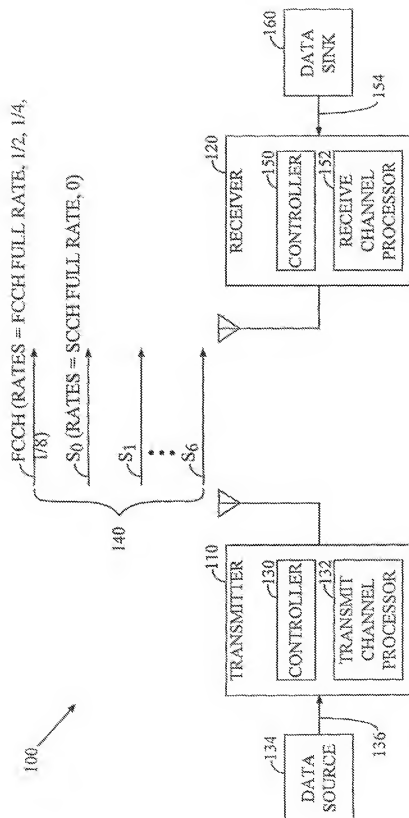 100
FCCH (RATES = FCCH FULL RATE, 1/2, 1/4,
1/8)
S0 (RATES = SCCH FULL RATE, 0)
S1
S6
140
134
DATA
SOURCE
136
110
TRANSMITTER
130
CONTROLLER
132
TRANSMIT
CHANNEL
PROCESSOR
120
RECEIVER
150
CONTROLLER
152
RECEIVE
CHANNEL
PROCESSOR
160
DATA
SINK
154